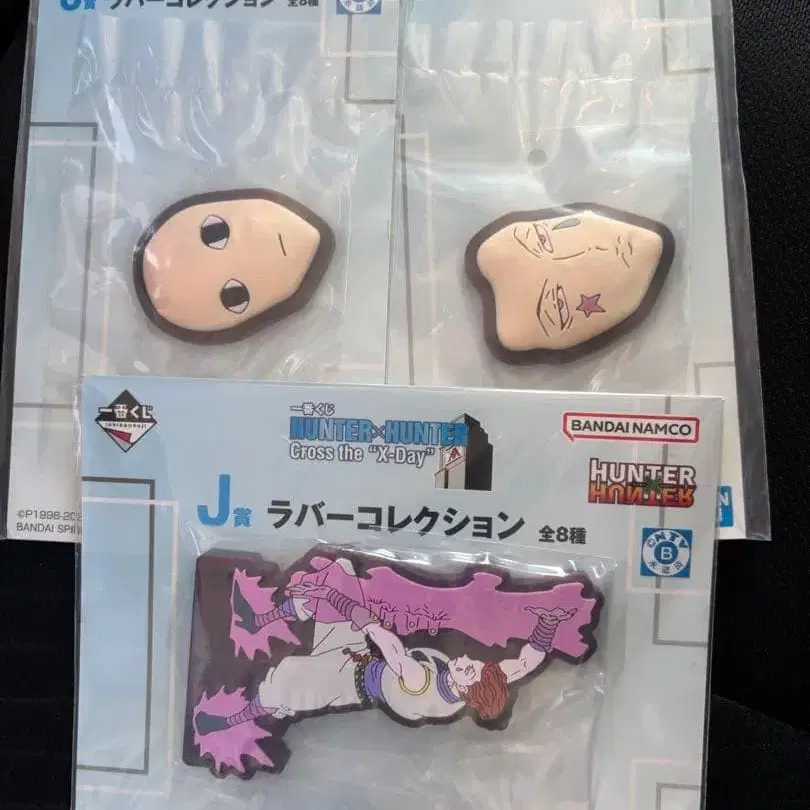 J賞 ラバーコレクション 全8種
©P1998-202
BANDAI SPI
一番くじ
ICHIBANKUJI
一番くじ
HUNTER×HUNTER
Cross the "X-Day"
BANDAI NAMCO
HUNTER
HUNTER
J賞 ラバーコレクション 全8種
B